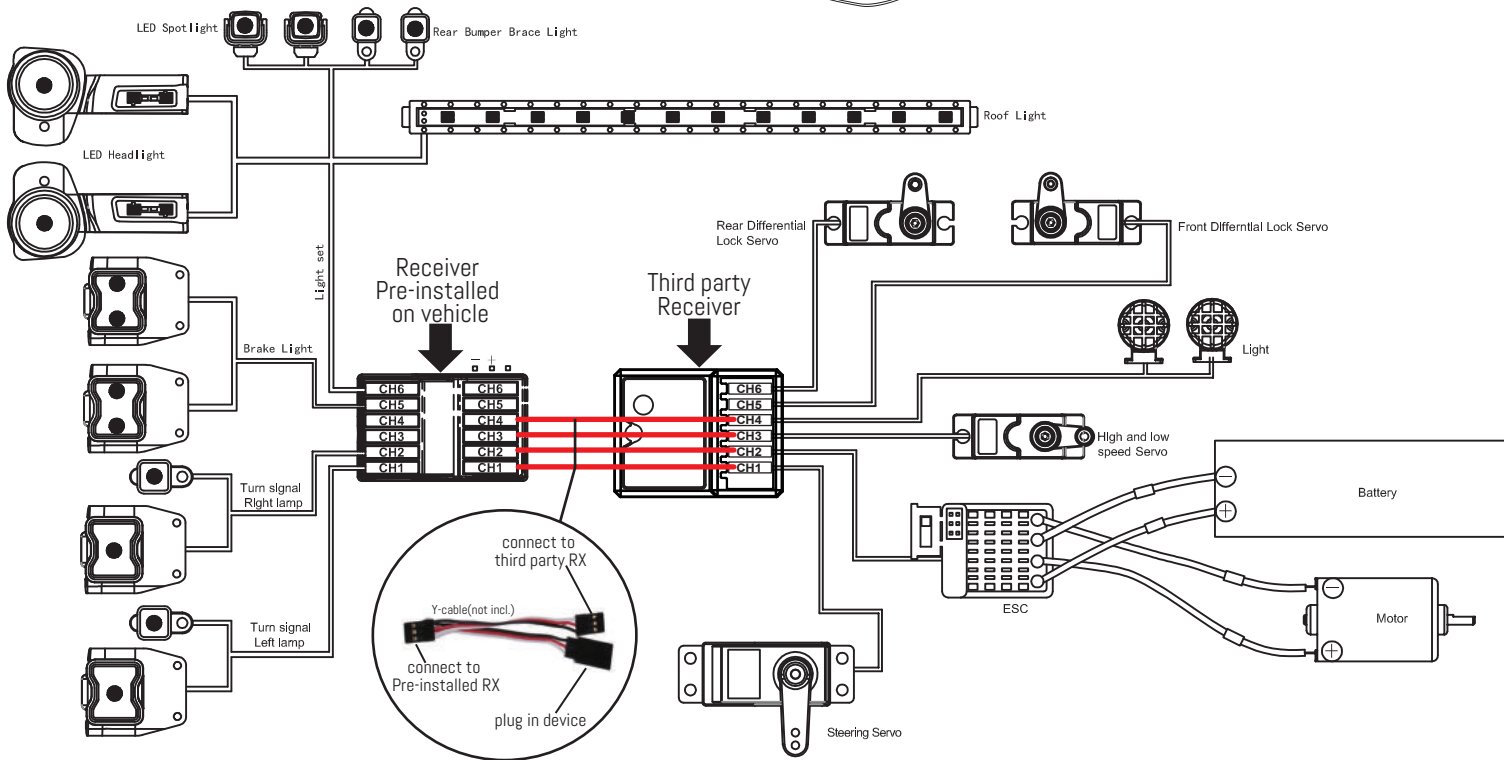 LED Spotlight
Rear Bumper Brace Light
LED Headlight
Roof Light
Light set
Rear Differential
Lock Servo
Front Differntial Lock Servo
Receiver
Pre-installed
on vehicle
Third party
Receiver
Light
Brake Light
− +
CH6
CH5
CH4
CH3
CH2
CH1
CH6
CH5
CH4
CH3
CH2
CH1
CH6
CH5
CH4
CH3
CH2
CH1
HIgh and low
speed Servo
Turn signal
RIght lamp
Turn signal
Left lamp
Battery
−
+
ESC
−
Motor
+
connect to
third party RX
Y-cable(not incl.)
connect to
Pre-installed RX
plug in device
Steering Servo